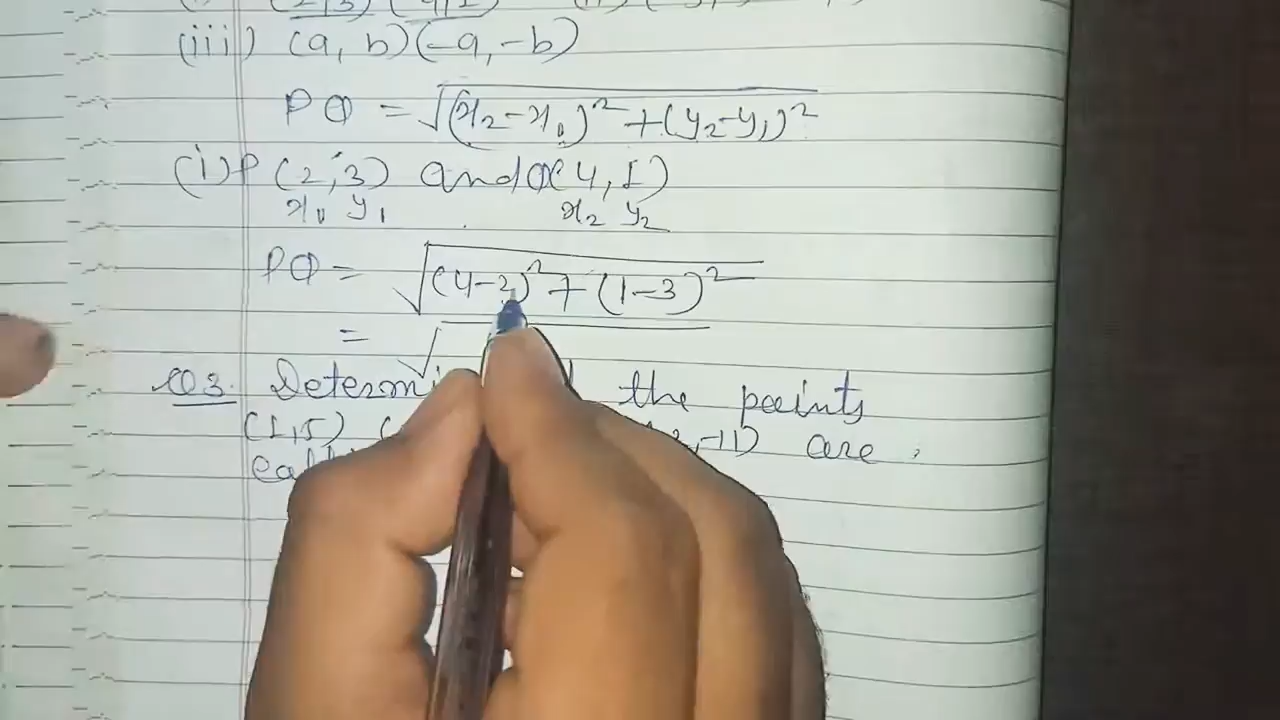 (iii) (a, b)(-a, -b)
PQ = √(x₂-x₁)² + (y₂-y₁)²
(i) P (2, 3) and Q(4, 1)
x₁ y₁ x₂ y₂
PQ = √(4-2)² + (1-3)²
= √
Q3. the points
(1,5) -11) are